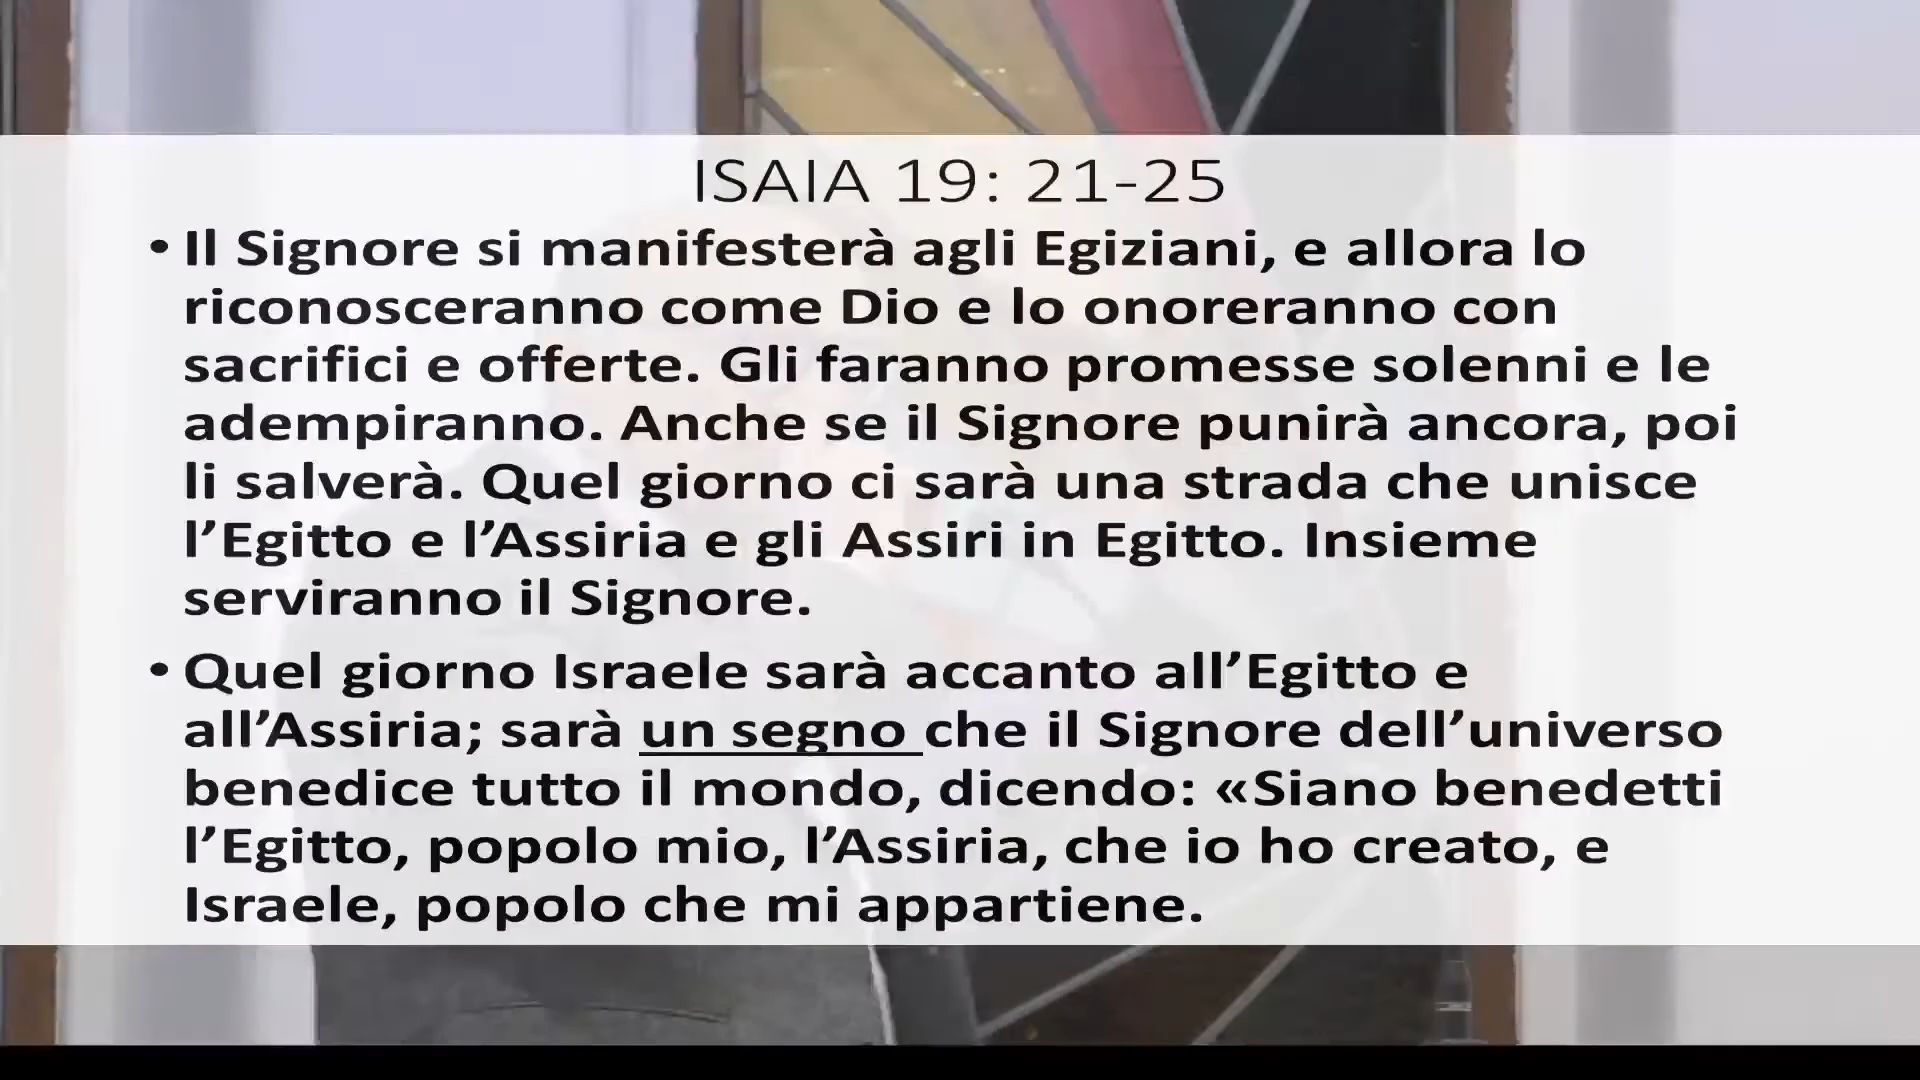 ISAIA 19: 21-25
• Il Signore si manifesterà agli Egiziani, e allora lo
riconosceranno come Dio e lo onoreranno con
sacrifici e offerte. Gli faranno promesse solenni e le
adempiranno. Anche se il Signore punirà ancora, poi
li salverà. Quel giorno ci sarà una strada che unisce
l’Egitto e l’Assiria e gli Assiri in Egitto. Insieme
serviranno il Signore.
• Quel giorno Israele sarà accanto all’Egitto e
all’Assiria; sarà un segno che il Signore dell’universo
benedice tutto il mondo, dicendo: «Siano benedetti
l’Egitto, popolo mio, l’Assiria, che io ho creato, e
Israele, popolo che mi appartiene.